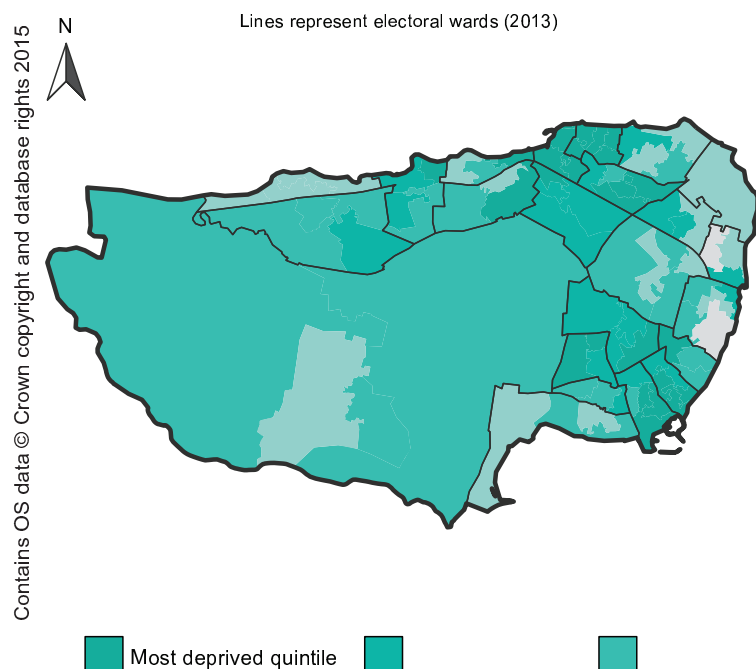 Lines represent electoral wards (2013)
N
Contains OS data © Crown copyright and database rights 2015
Most deprived quintile